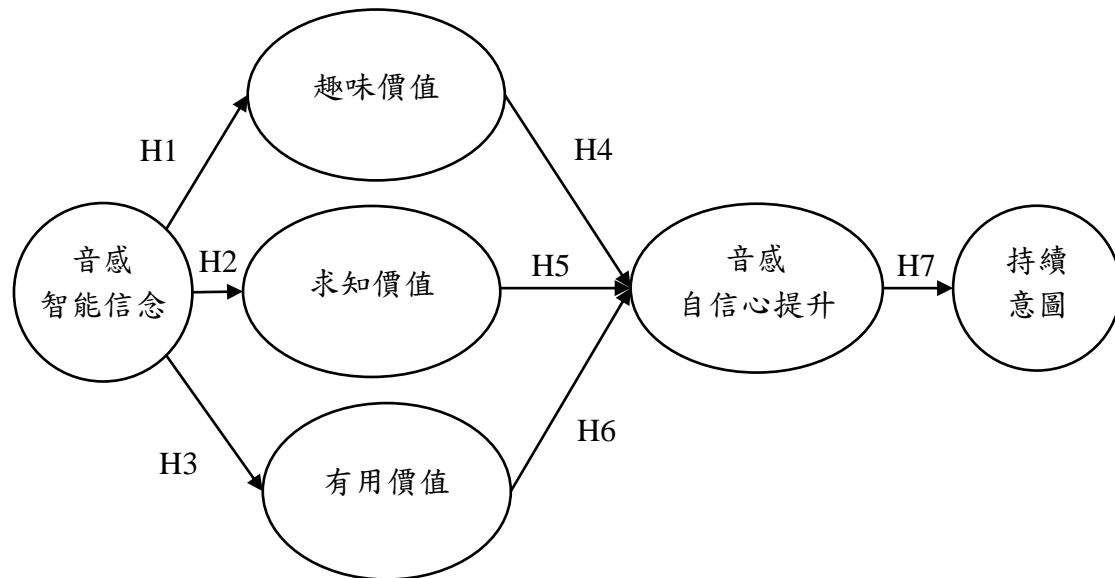 趣味價值
H1
H4
音感
智能信念
H2
求知價值
H5
音感
自信心提升
H7
持續
意圖
H3
有用價值
H6